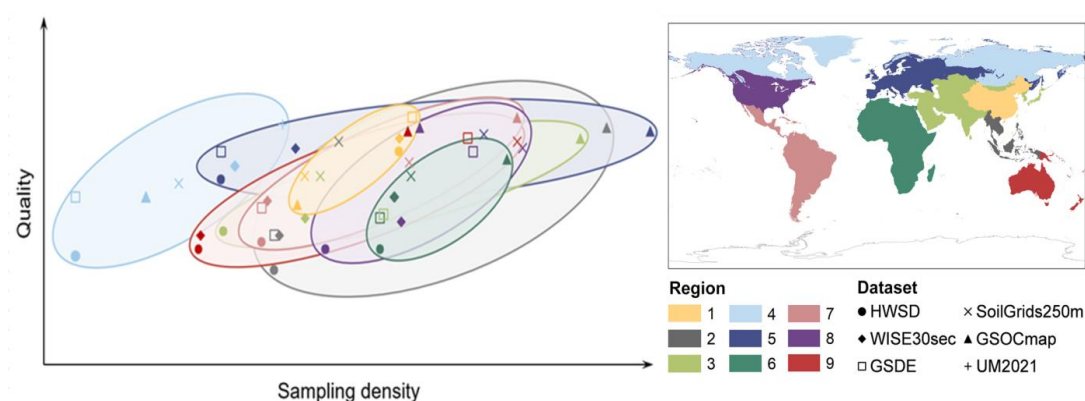 Quality
Sampling density
Region
1 4 7
2 5 8
3 6 9
Dataset
HWSD SoilGrids250m
WISE30sec GSOCmap
GSDE UM2021